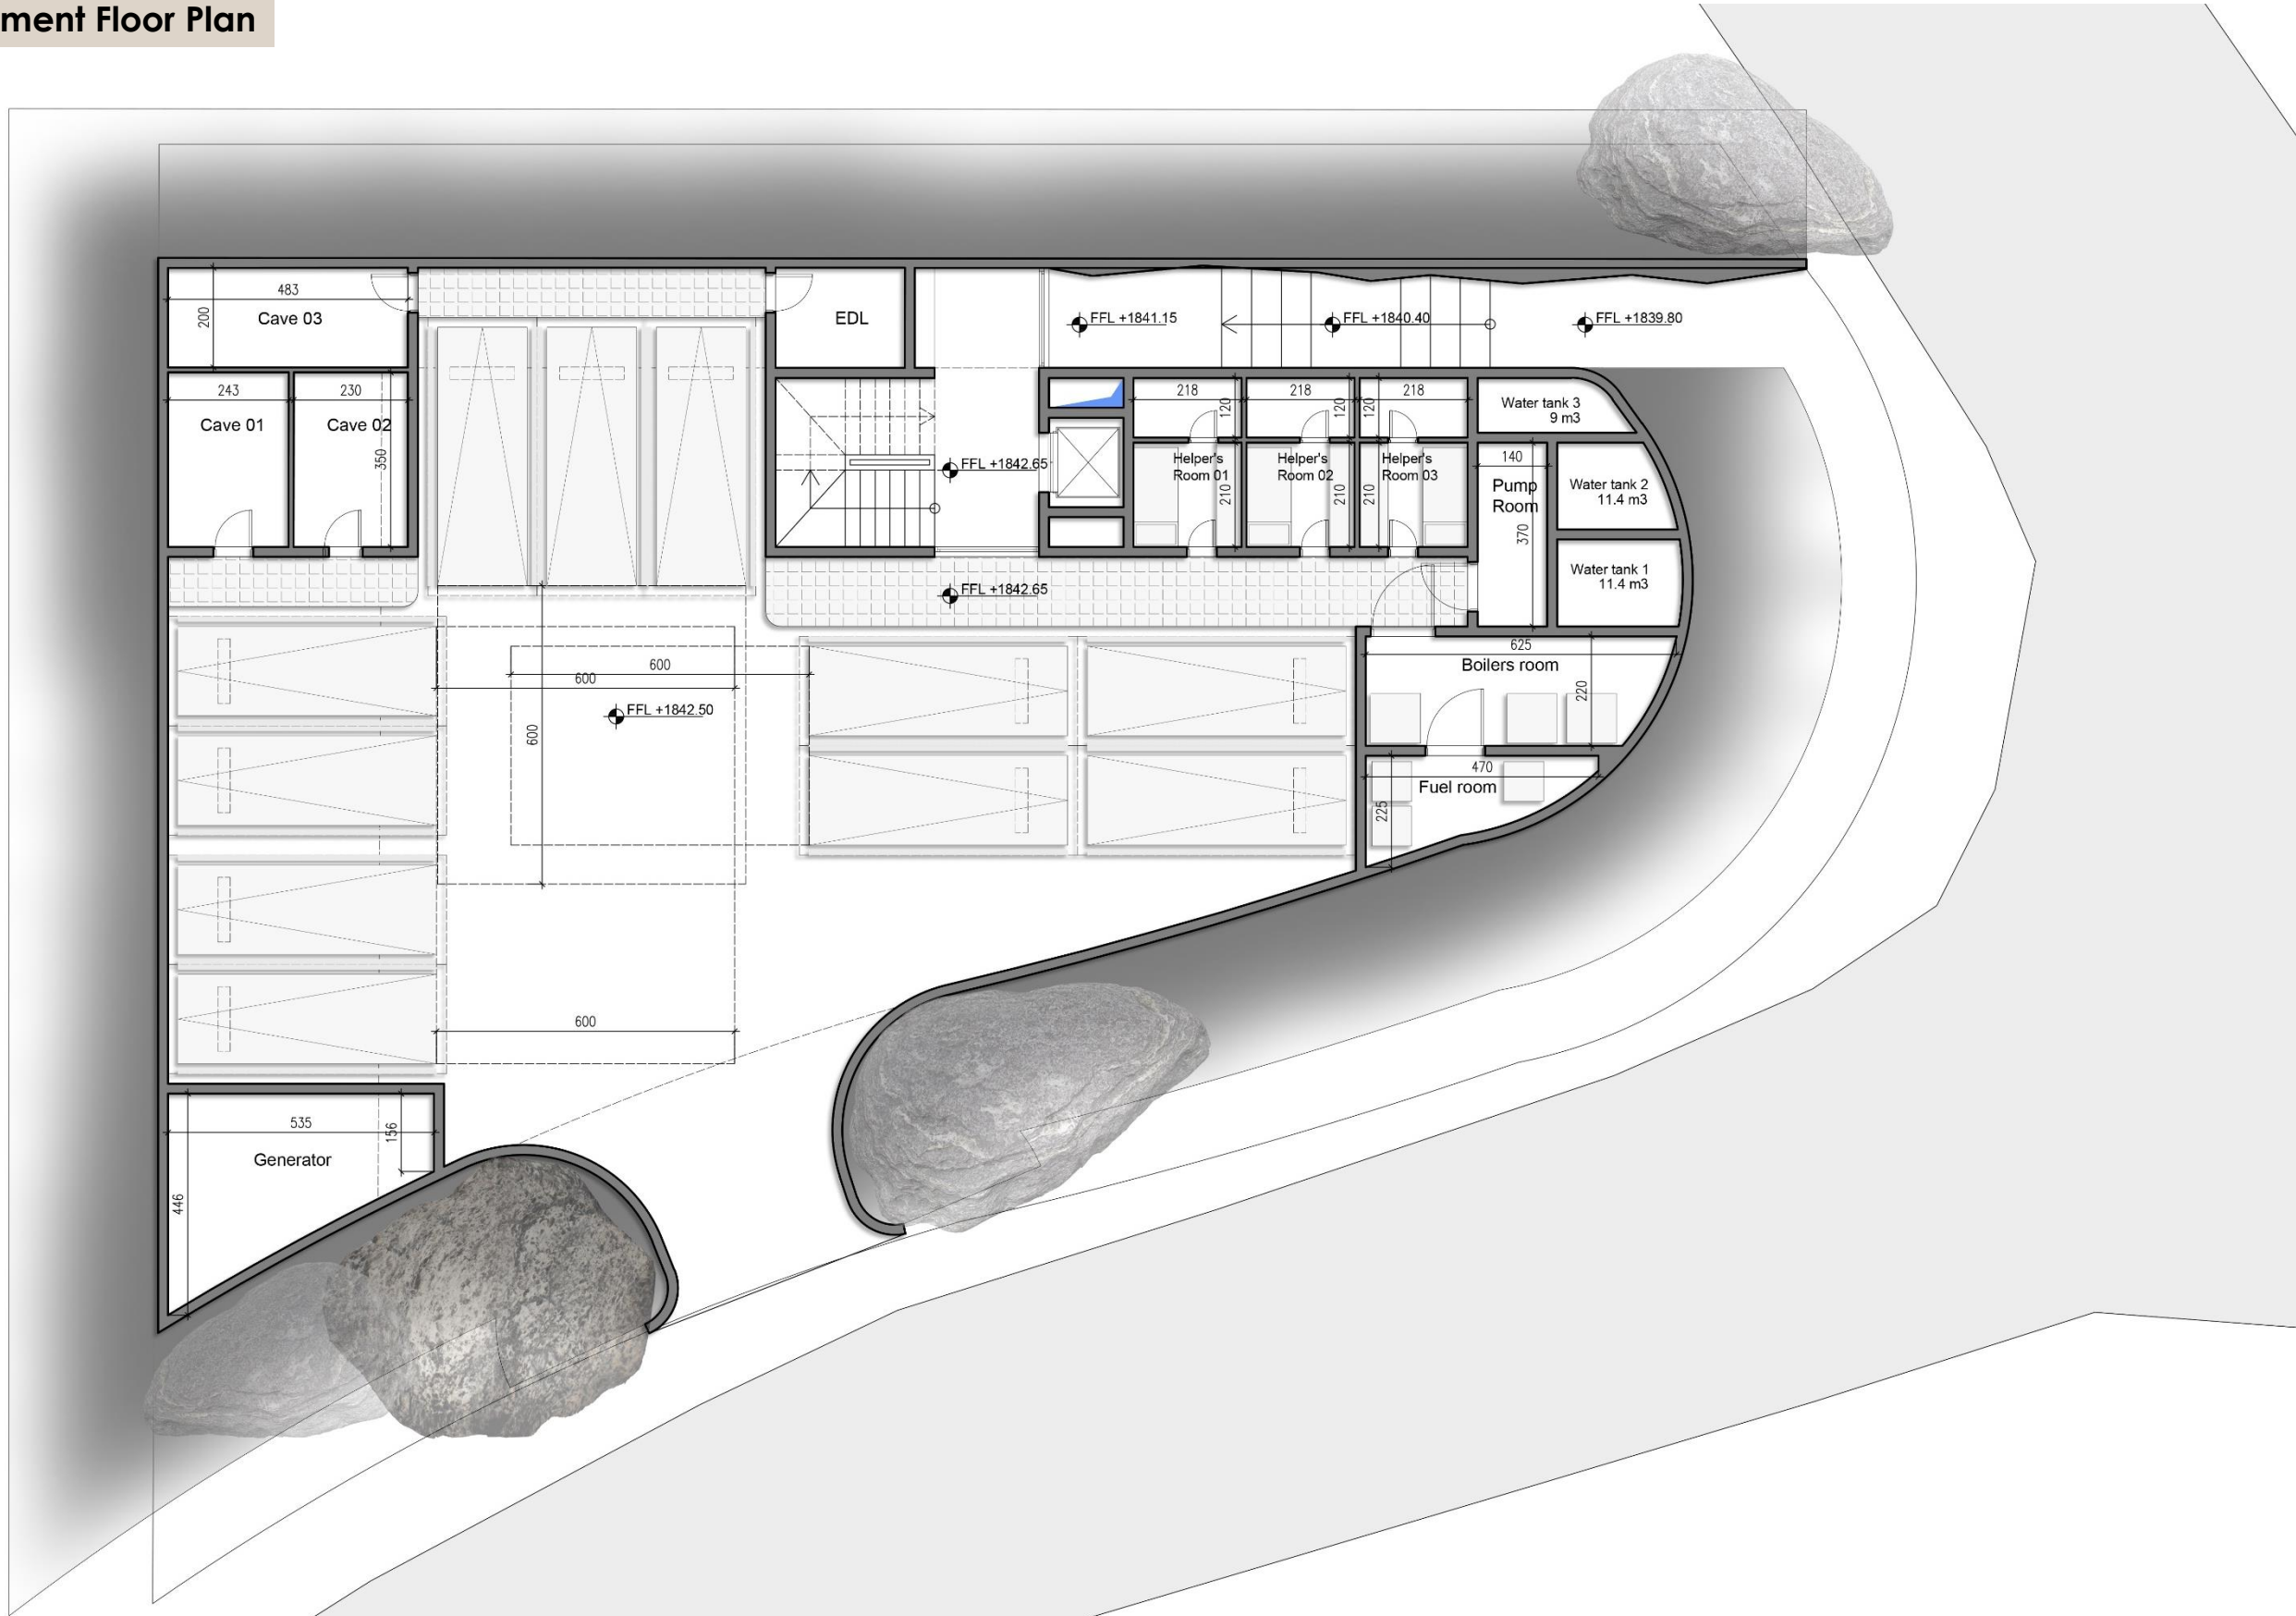 ment Floor Plan
483
200
Cave 03
EDL
FFL +1841.15
FFL +1840.40
FFL +1839.80
243
230
Cave 01
Cave 02
350
218
218
218
120
120
120
Water tank 3
9 m3
FFL +1842.65
Helper's
Room 01
Helper's
Room 02
Helper's
Room 03
210
210
210
140
Pump
Room
370
Water tank 2
11.4 m3
Water tank 1
11.4 m3
FFL +1842.65
625
Boilers room
220
600
600
FFL +1842.50
600
470
Fuel room
225
600
535
156
Generator
446